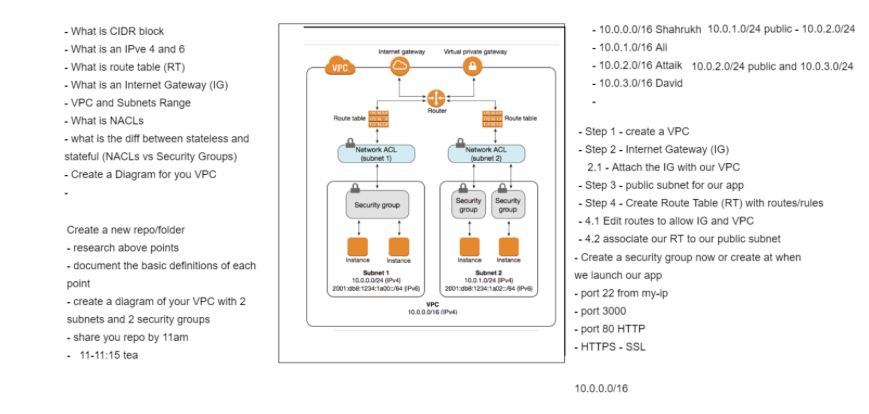 - What is CIDR block
- What is an IPve 4 and 6
- What is route table (RT)
- What is an Internet Gateway (IG)
- VPC and Subnets Range
- What is NACLs
- what is the diff between stateless and
stateful (NACLs vs Security Groups)
- Create a Diagram for you VPC
-
Create a new repo/folder
- research above points
- document the basic definitions of each
point
- create a diagram of your VPC with 2
subnets and 2 security groups
- share you repo by 11am
- 11-11:15 tea
Internet gateway
Virtual private gateway
VPC
Router
Route table
Route table
Network ACL
(subnet 1)
Network ACL
(subnet 2)
Security group
Security
group
Security
group
Instance
Instance
Instance
Instance
Subnet 1
10.0.0.0/24 (IPv4)
2001:db8:1234:1a00::/64 (IPv6)
Subnet 2
10.0.1.0/24 (IPv4)
2001:db8:1234:1a02::/64 (IPv6)
VPC
10.0.0.0/16 (IPv4)
- 10.0.0.0/16 Shahrukh 10.0.1.0/24 public - 10.0.2.0/24
- 10.0.1.0/16 Ali
- 10.0.2.0/16 Attaik 10.0.2.0/24 public and 10.0.3.0/24
- 10.0.3.0/16 David
-
- Step 1 - create a VPC
- Step 2 - Internet Gateway (IG)
2.1 - Attach the IG with our VPC
- Step 3 - public subnet for our app
- Step 4 - Create Route Table (RT) with routes/rules
- 4.1 Edit routes to allow IG and VPC
- 4.2 associate our RT to our public subnet
- Create a security group now or create at when
we launch our app
- port 22 from my-ip
- port 3000
- port 80 HTTP
- HTTPS - SSL
10.0.0.0/16